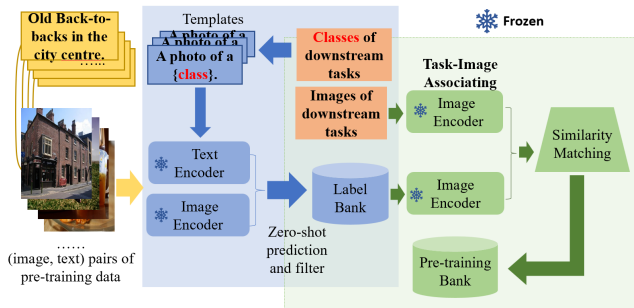 Old Back-to-
backs in the
city centre.
……
(image, text) pairs of
pre-training data
……
Templates
A photo of a
A photo of a
A photo of a
{class}.
Text
Encoder
Image
Encoder
Zero-shot
prediction
and filter
Classes of
downstream
tasks
Images of
downstream
tasks
Label
Bank
Frozen
Task-Image
Associating
Image
Encoder
Image
Encoder
Similarity
Matching
Pre-training
Bank